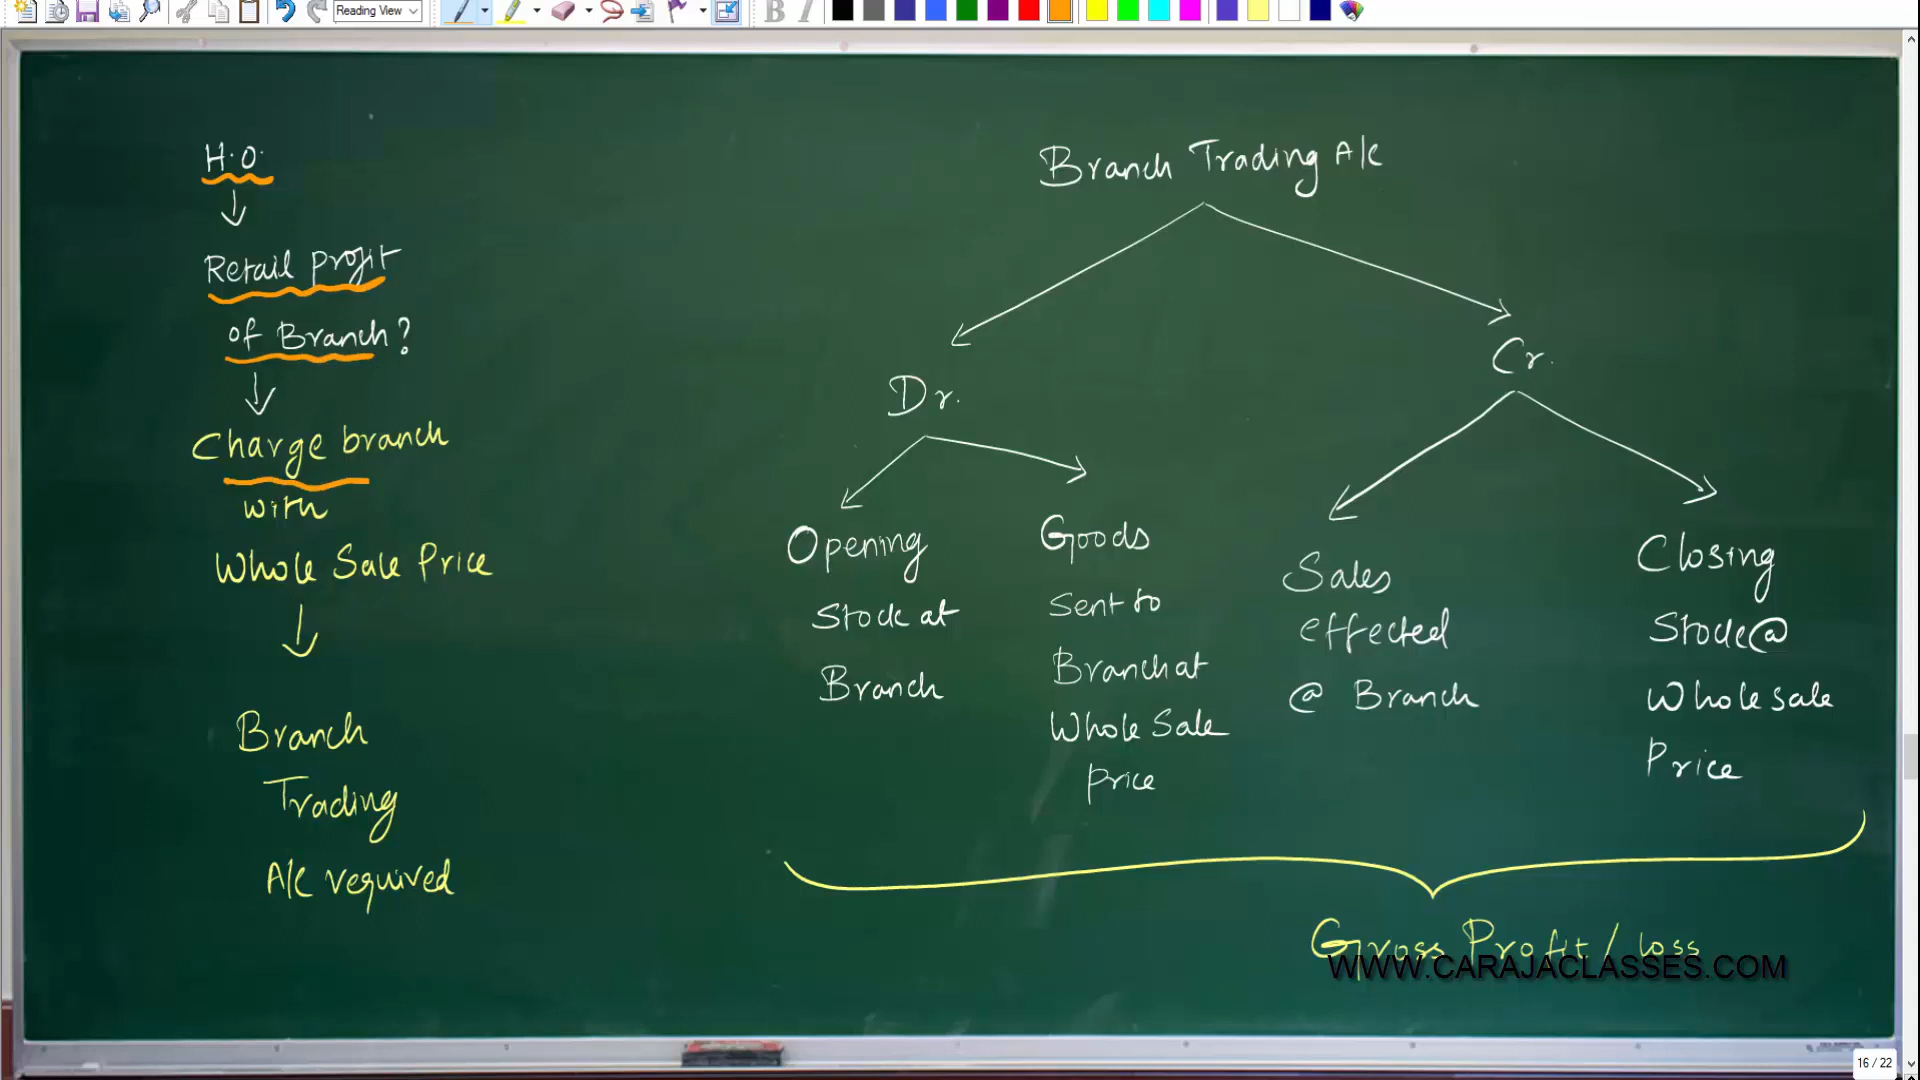 Reading View
H.O.
Retail profit
of Branch?
Charge branch
with
Whole Sale Price
Branch
Trading
A/c required
Branch Trading A/c
Dr.
Cr.
Opening
Stock at
Branch
Goods
Sent to
Branch at
Whole Sale
price
Sales
effected
@ Branch
Closing
Stock @
Whole sale
Price
Gross Profit / loss
WWW.CARAJACLASSES.COM
16 / 22